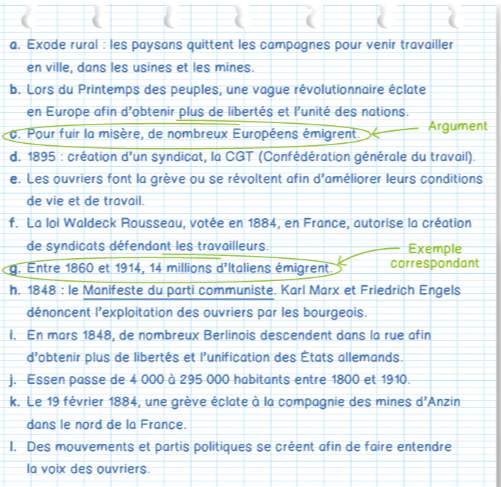 a. Exode rural : les paysans quittent les campagnes pour venir travailler
en ville, dans les usines et les mines.
b. Lors du Printemps des peuples, une vague révolutionnaire éclate
en Europe afin d'obtenir plus de libertés et l'unité des nations.
c. Pour fuir la misère, de nombreux Européens émigrent.
Argument
d. 1895 : création d'un syndicat, la CGT (Confédération générale du travail).
e. Les ouvriers font la grève ou se révoltent afin d'améliorer leurs conditions
de vie et de travail.
f. La loi Waldeck Rousseau, votée en 1884, en France, autorise la création
de syndicats défendant les travailleurs.
Exemple
correspondant
g. Entre 1860 et 1914, 14 millions d'Italiens émigrent.
h. 1848 : le Manifeste du parti communiste. Karl Marx et Friedrich Engels
dénoncent l'exploitation des ouvriers par les bourgeois.
i. En mars 1848, de nombreux Berlinois descendent dans la rue afin
d'obtenir plus de libertés et l'unification des États allemands.
j. Essen passe de 4 000 à 295 000 habitants entre 1800 et 1910.
k. Le 19 février 1884, une grève éclate à la compagnie des mines d'Anzin
dans le nord de la France.
l. Des mouvements et partis politiques se créent afin de faire entendre
la voix des ouvriers.